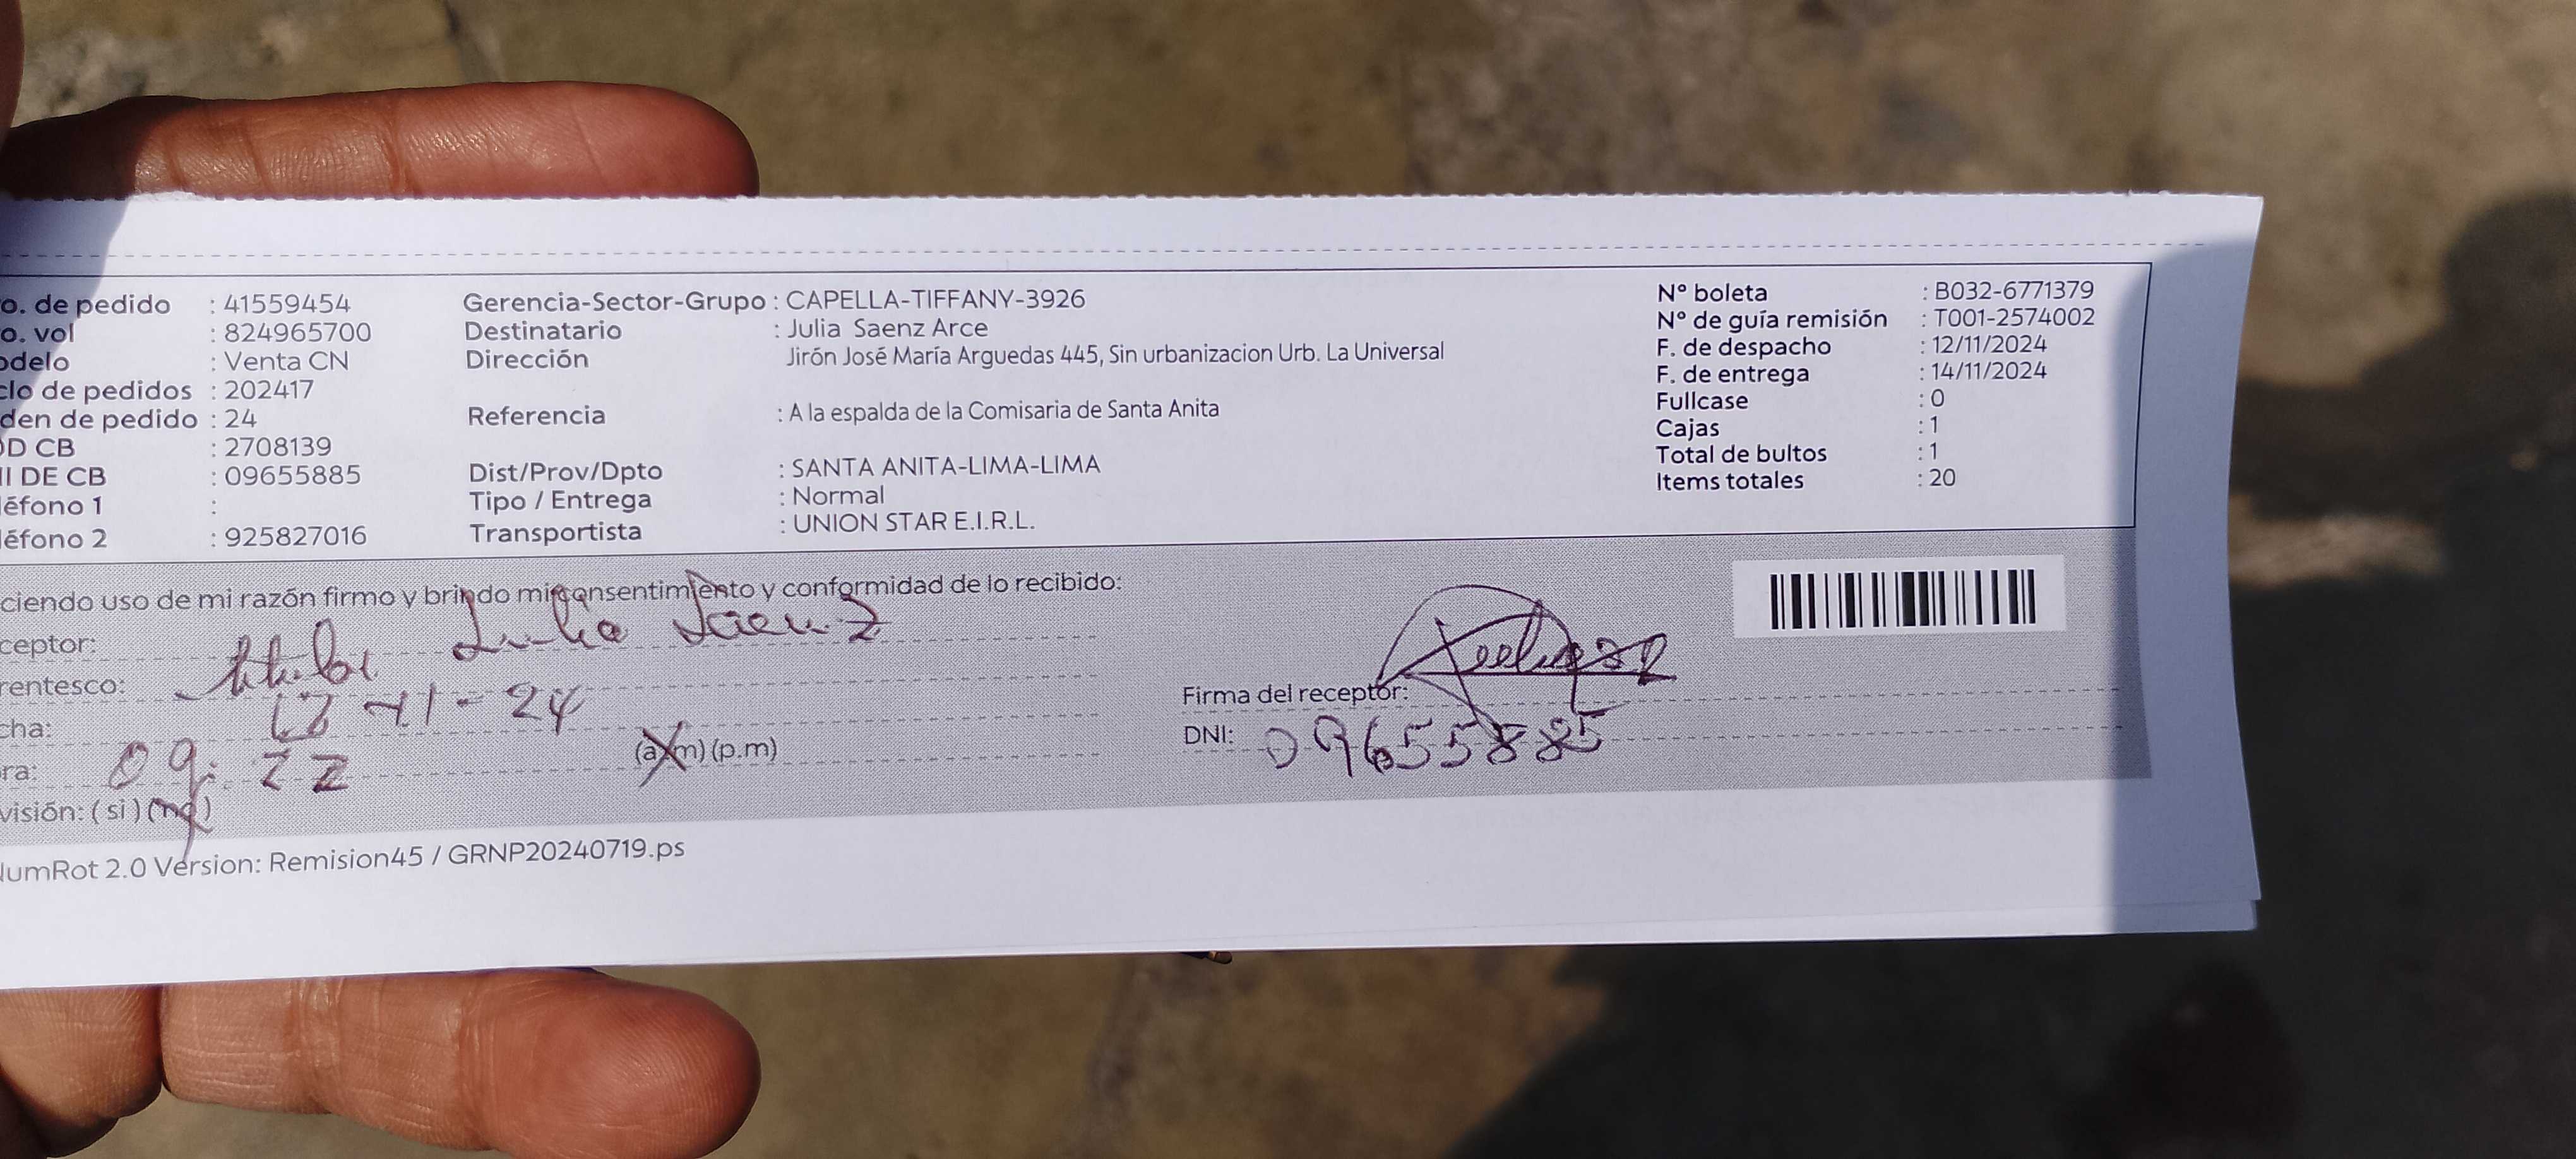 o. de pedido : 41559454 Gerencia-Sector-Grupo : CAPELLA-TIFFANY-3926 N° boleta : B032-6771379
o. vol : 824965700 Destinatario : Julia Saenz Arce N° de guía remisión : T001-2574002
odelo : Venta CN Dirección Jirón José María Arguedas 445, Sin urbanizacion Urb. La Universal F. de despacho : 12/11/2024
clo de pedidos : 202417 F. de entrega : 14/11/2024
den de pedido : 24 Referencia : A la espalda de la Comisaria de Santa Anita Fullcase : 0
OD CB : 2708139 Cajas : 1
NI DE CB : 09655885 Dist/Prov/Dpto : SANTA ANITA-LIMA-LIMA Total de bultos : 1
léfono 1 : Tipo / Entrega : Normal Items totales : 20
léfono 2 : 925827016 Transportista : UNION STAR E.I.R.L.
ciendo uso de mi razón firmo y brindo mi consentimiento y conformidad de lo recibido:
ceptor: Julia Saenz
rentesco: titular
Firma del receptor:
cha: 13-11-24
DNI: 09655885
ra: 09:22 (a.m) (p.m)
visión: (si) (no)
NumRot 2.0 Version: Remision45 / GRNP20240719.ps